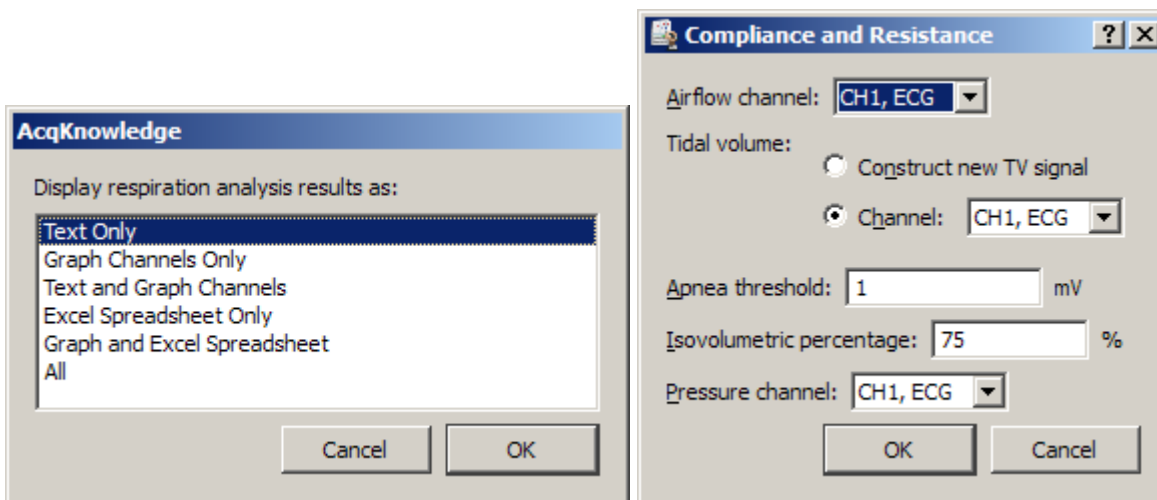 AcqKnowledge
Display respiration analysis results as:
Text Only
Graph Channels Only
Text and Graph Channels
Excel Spreadsheet Only
Graph and Excel Spreadsheet
All
Cancel OK
Compliance and Resistance ?
Airflow channel: CH1, ECG
Tidal volume:
Construct new TV signal
Channel: CH1, ECG
Apnea threshold: 1 mV
Isovolumetric percentage: 75 %
Pressure channel: CH1, ECG
OK Cancel